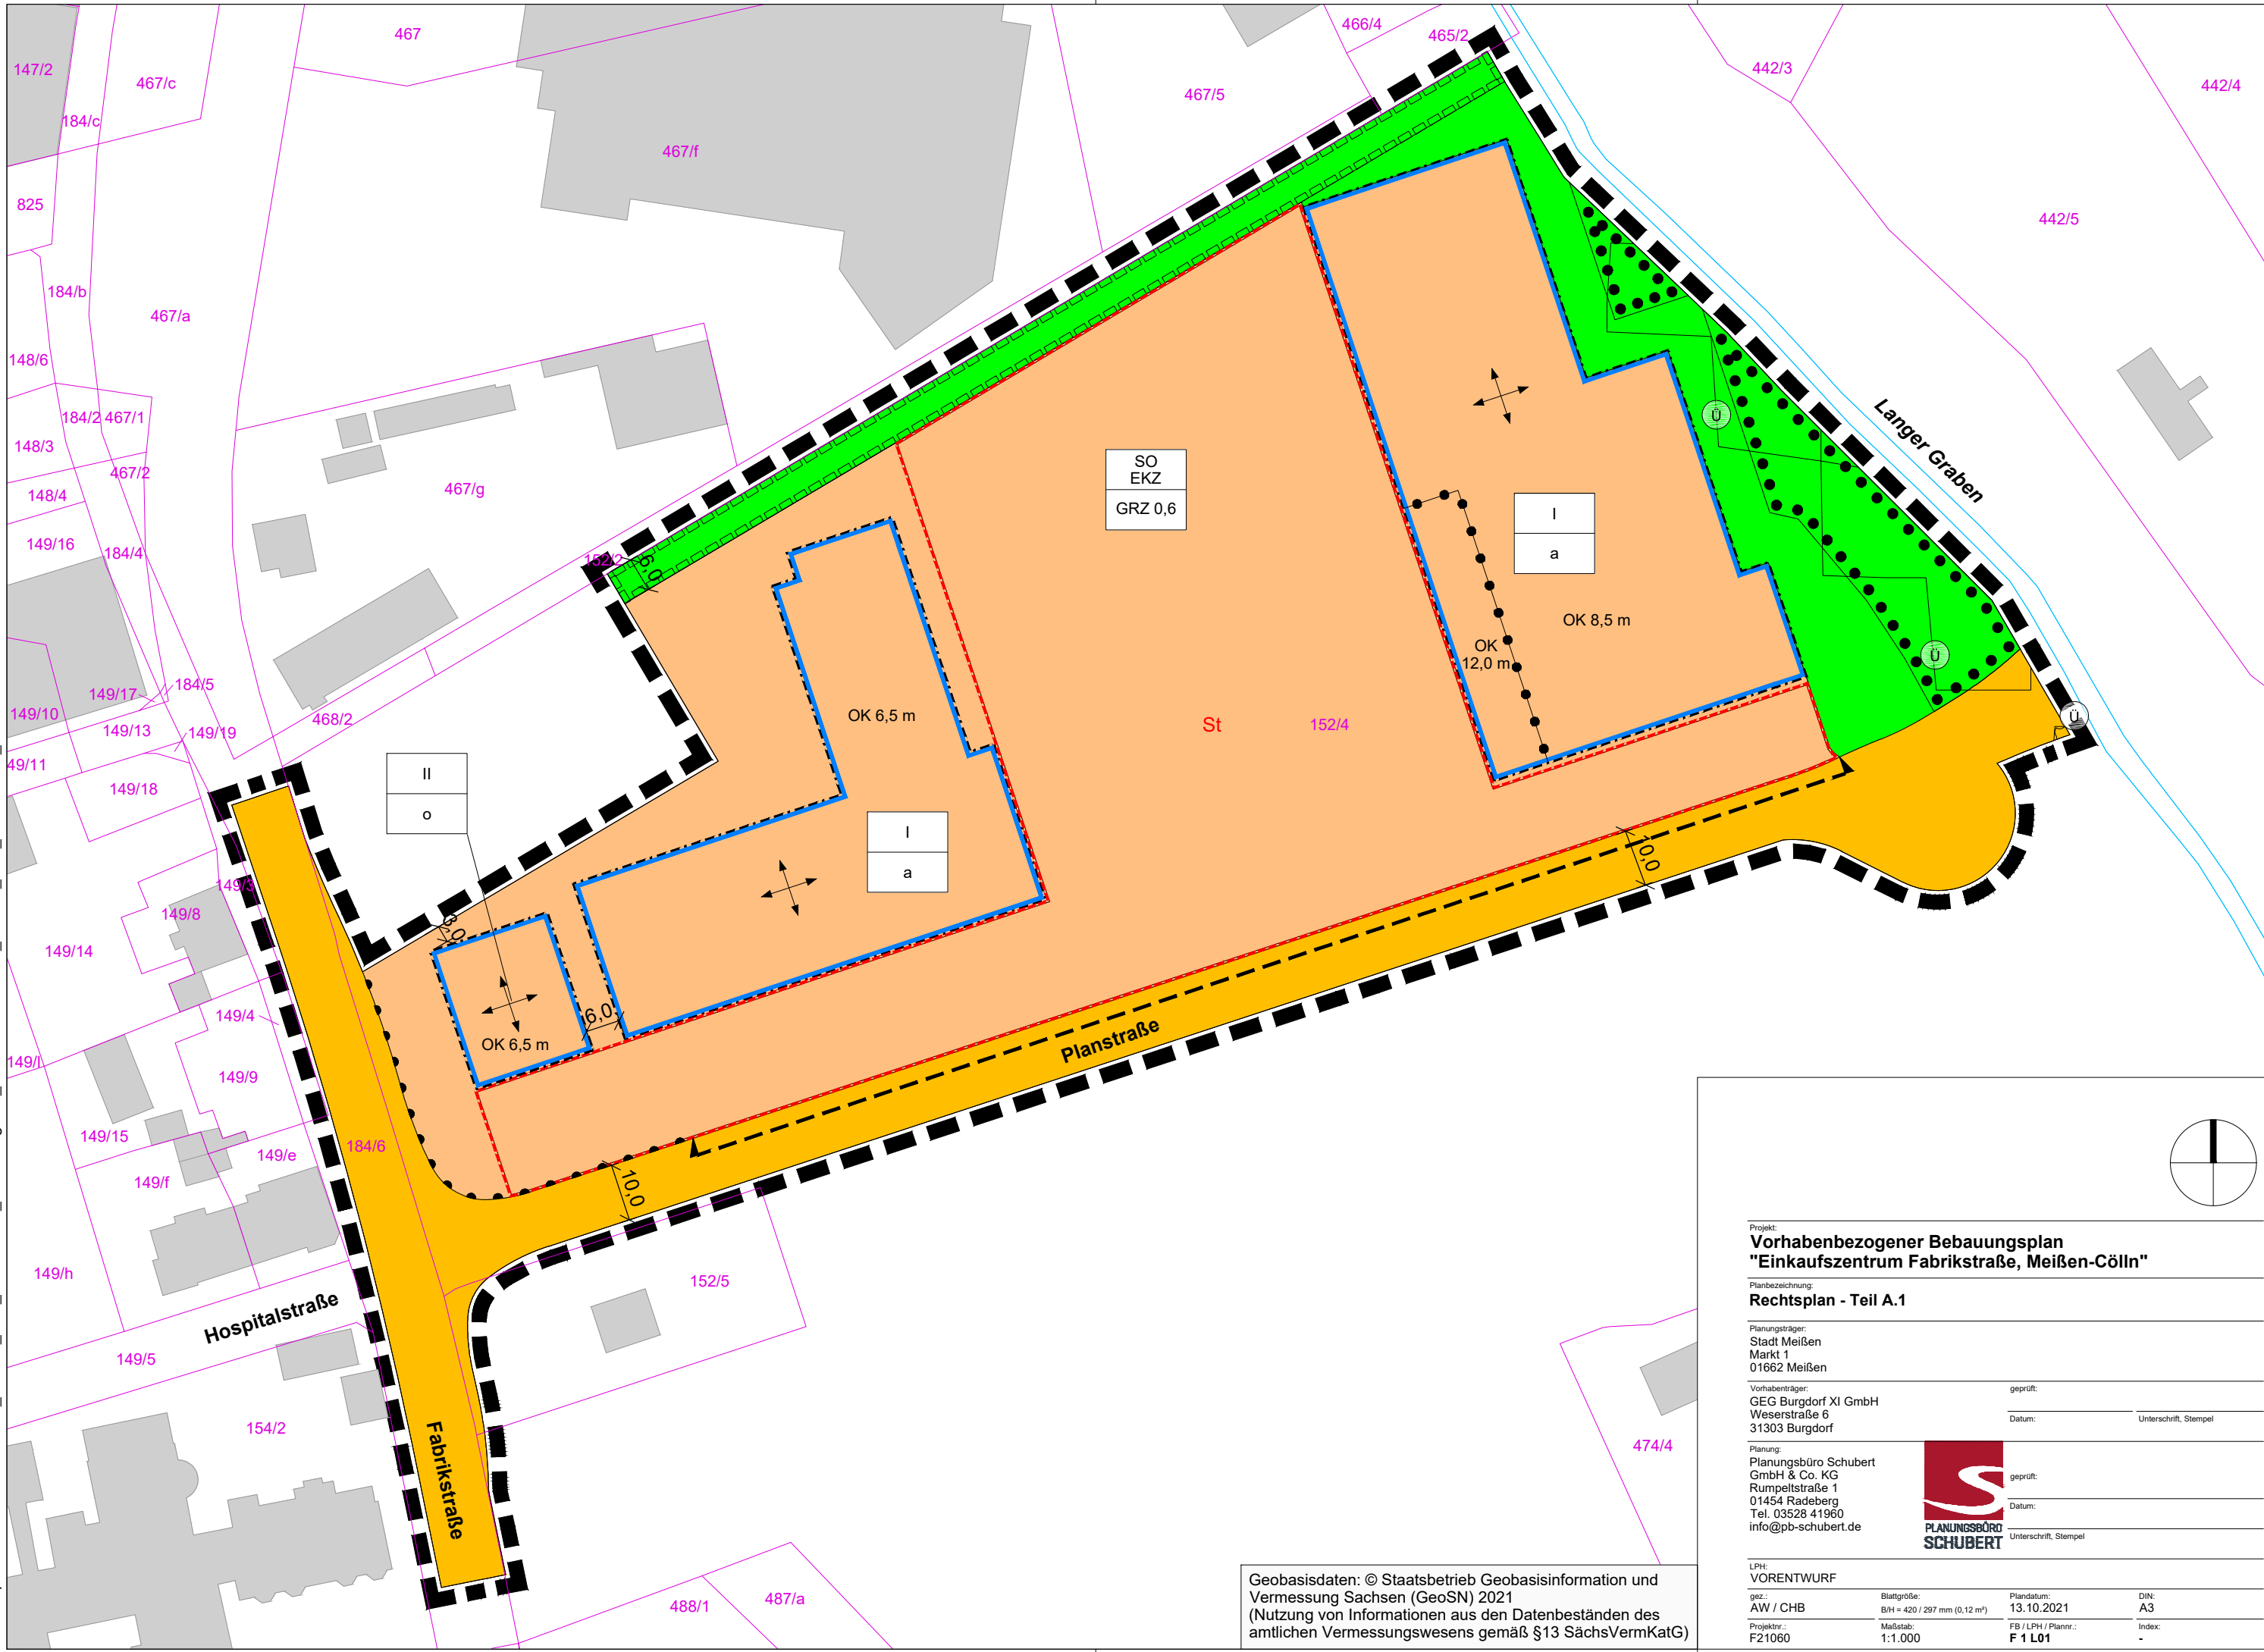 467
466/4
465/2
147/2
467/c
442/3
442/4
467/5
184/c
467/f
825
442/5
184/b
467/a
148/6
184/2
467/1
Langer Graben
148/3
Ü
467/2
SO
EKZ
GRZ 0,6
467/g
148/4
I
a
149/16
184/4
152/2
6,0
OK 8,5 m
OK
12,0 m
Ü
184/5
149/17
149/10
468/2
OK 6,5 m
St
152/4
Ü
149/13
149/19
49/11
II
o
149/18
I
a
10,0
149/3
149/8
3,0
149/14
149/4
6,0
OK 6,5 m
Planstraße
149/l
149/9
149/15
184/6
149/e
149/f
10,0
149/h
152/5
Hospitalstraße
149/5
154/2
Fabrikstraße
474/4
488/1
487/a
Geobasisdaten: © Staatsbetrieb Geobasisinformation und
Vermessung Sachsen (GeoSN) 2021
(Nutzung von Informationen aus den Datenbeständen des
amtlichen Vermessungswesens gemäß §13 SächsVermKatG)
Projekt:
Vorhabenbezogener Bebauungsplan
"Einkaufszentrum Fabrikstraße, Meißen-Cölln"
Planbezeichnung:
Rechtsplan - Teil A.1
Planungsträger:
Stadt Meißen
Markt 1
01662 Meißen
Vorhabenträger:
GEG Burgdorf XI GmbH
Weserstraße 6
31303 Burgdorf
geprüft:
Datum:
Unterschrift, Stempel
Planung:
Planungsbüro Schubert
GmbH & Co. KG
Rumpeltstraße 1
01454 Radeberg
Tel. 03528 41960
info@pb-schubert.de
PLANUNGSBÜRO
SCHUBERT
geprüft:
Datum:
Unterschrift, Stempel
LPH:
VORENTWURF
gez.:
AW / CHB
Blattgröße:
B/H = 420 / 297 mm (0,12 m²)
Plandatum:
13.10.2021
DIN:
A3
Projektnr.:
F21060
Maßstab:
1:1.000
FB / LPH / Plannr.:
F 1 L01
Index:
-